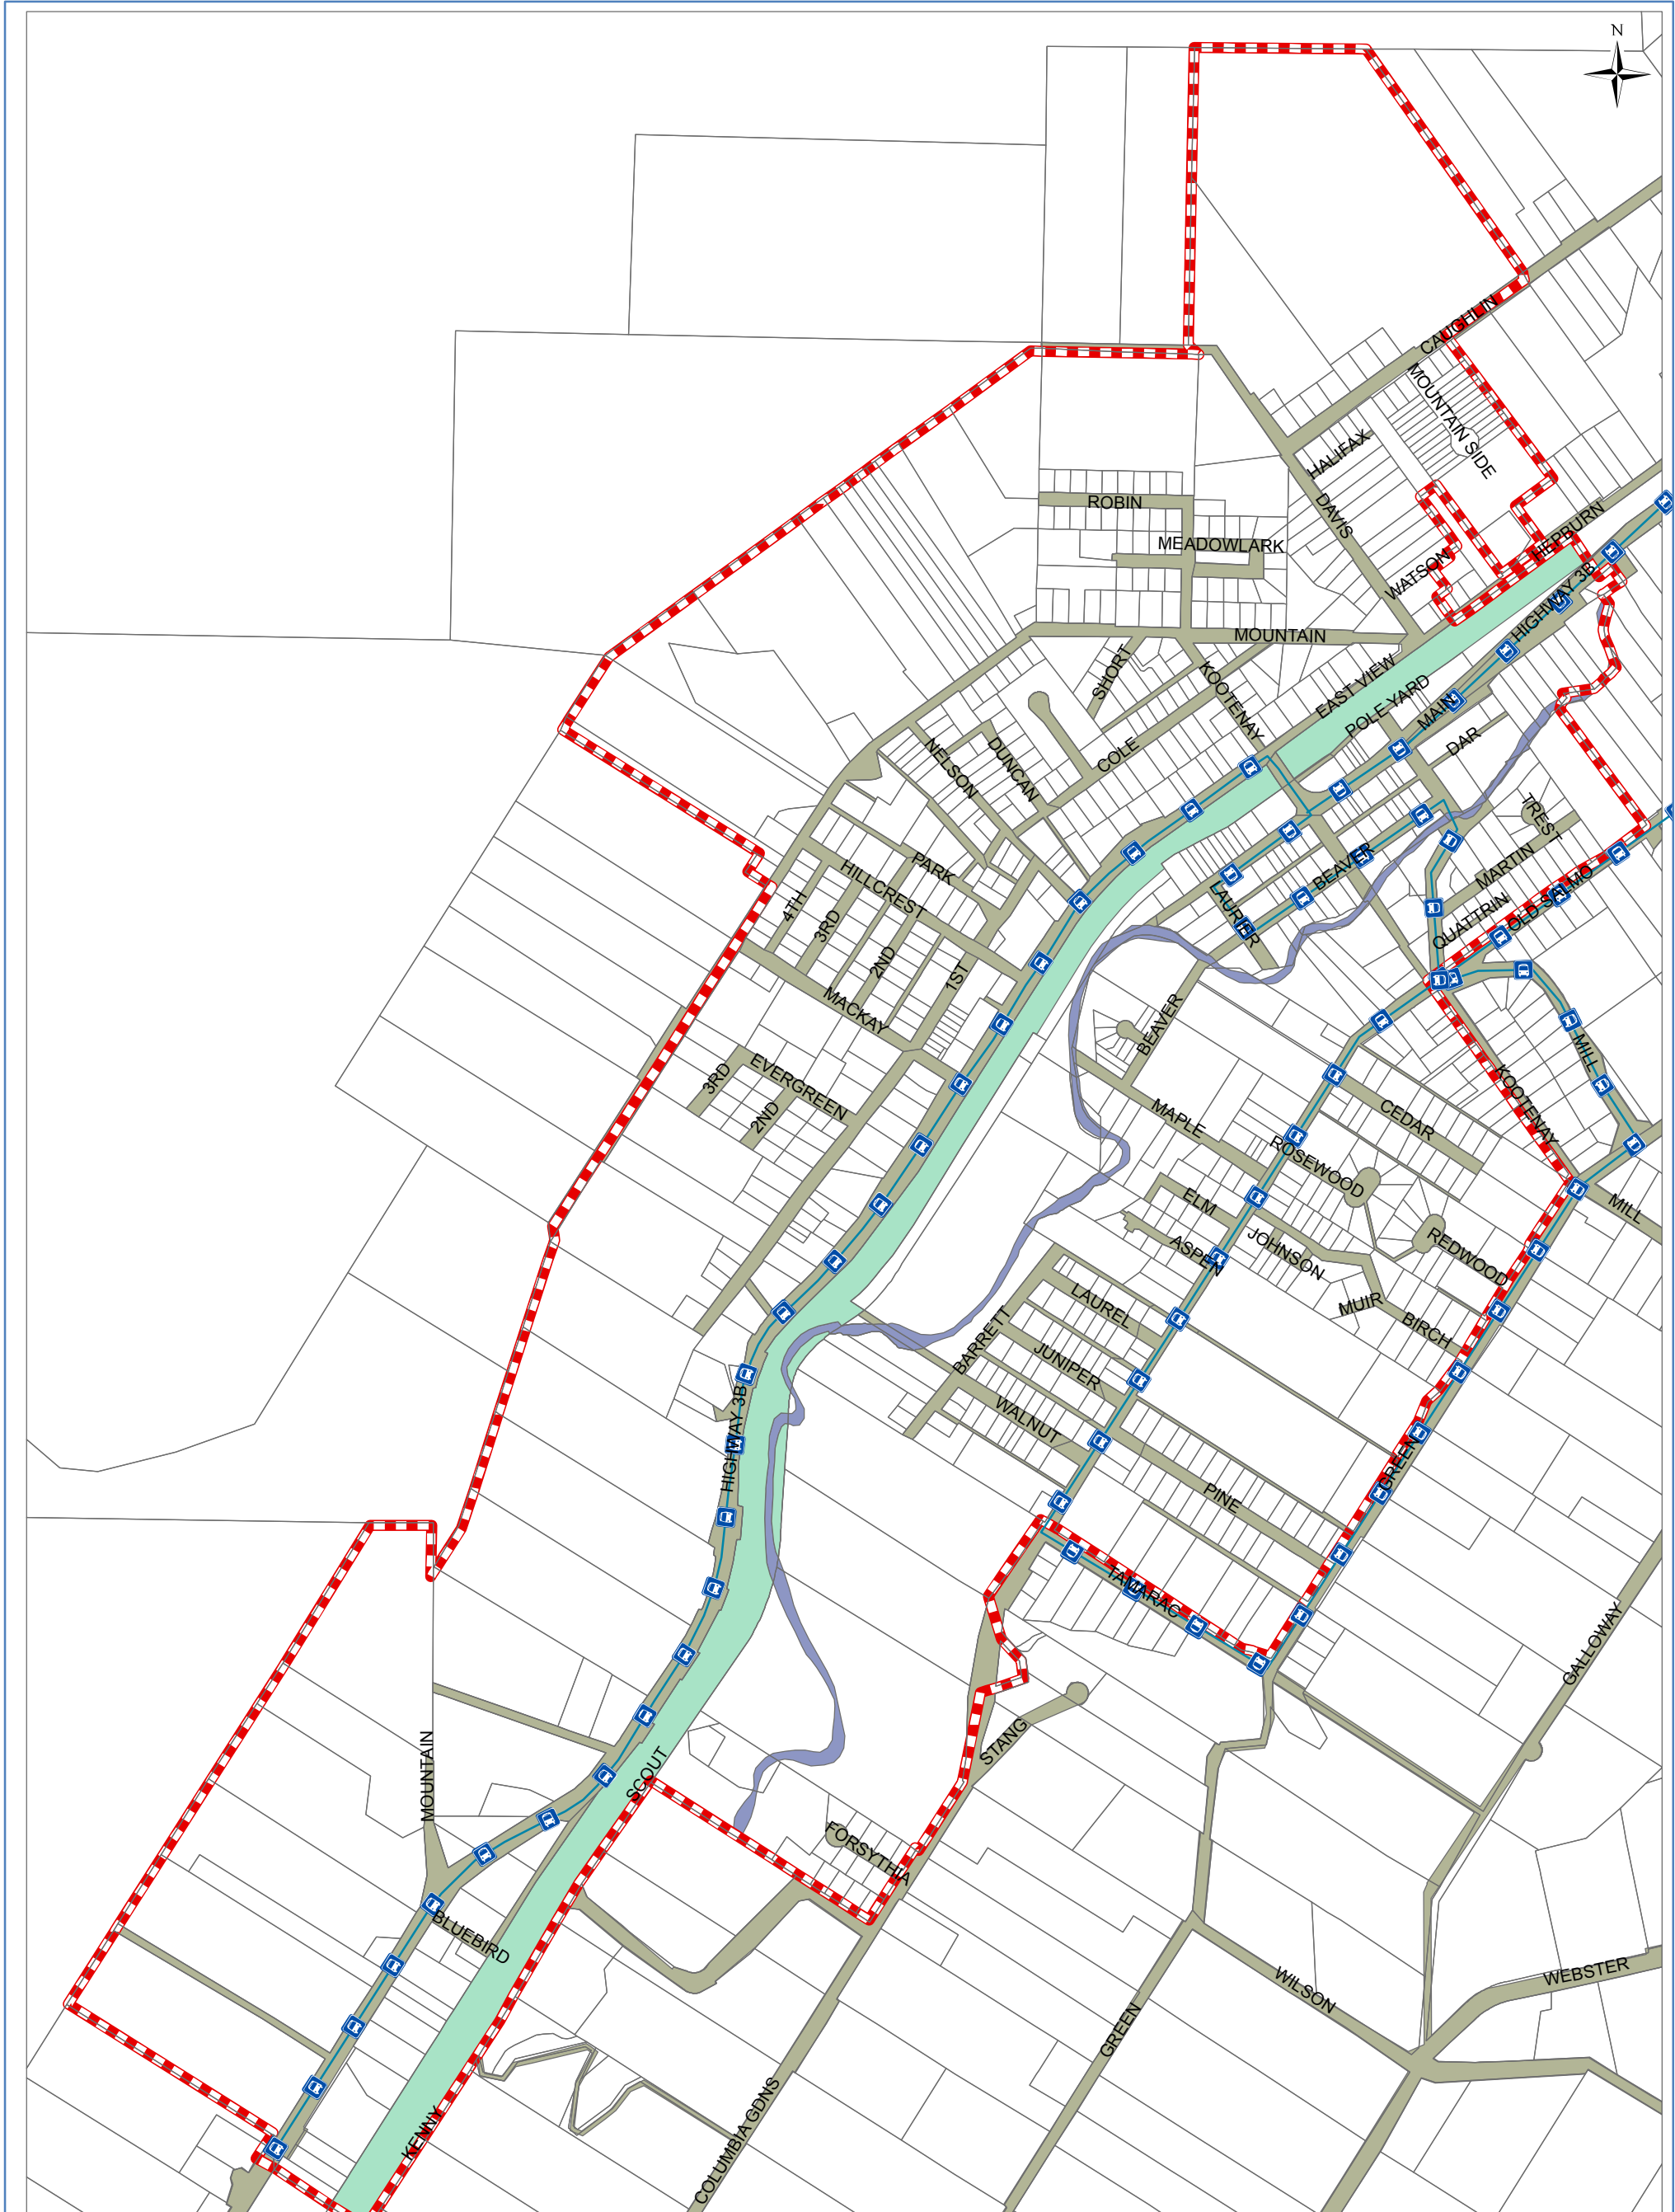 N
CAUGHLIN
MOUNTAIN SIDE
HALIFAX
ROBIN
DAVIS
HEPBURN
MEADOWLARK
WATSON
HIGHWAY 3B
MOUNTAIN
SHORT
KOOTENAY
EAST VIEW
POLE YARD
MAIN
DAR
COLE
NELSON
DUNCAN
TREST
PARK
HILLCREST
BEAVER
MARTIN
4TH
3RD
LAURIER
QUATTRIN
OLD SALMO
2ND
1ST
MACKAY
BEAVER
MILL
3RD
EVERGREEN
2ND
KOOTENAY
MAPLE
CEDAR
ROSEWOOD
ELM
MILL
ASPEN
JOHNSON
REDWOOD
LAUREL
MUIR
BIRCH
BARRETT
JUNIPER
HIGHWAY 3B
WALNUT
GREEN
PINE
TAMARAC
GALLOWAY
STANG
SCOUT
MOUNTAIN
FORSYTHIA
BLUEBIRD
WEBSTER
WILSON
GREEN
KENNY
COLUMBIA GDNS